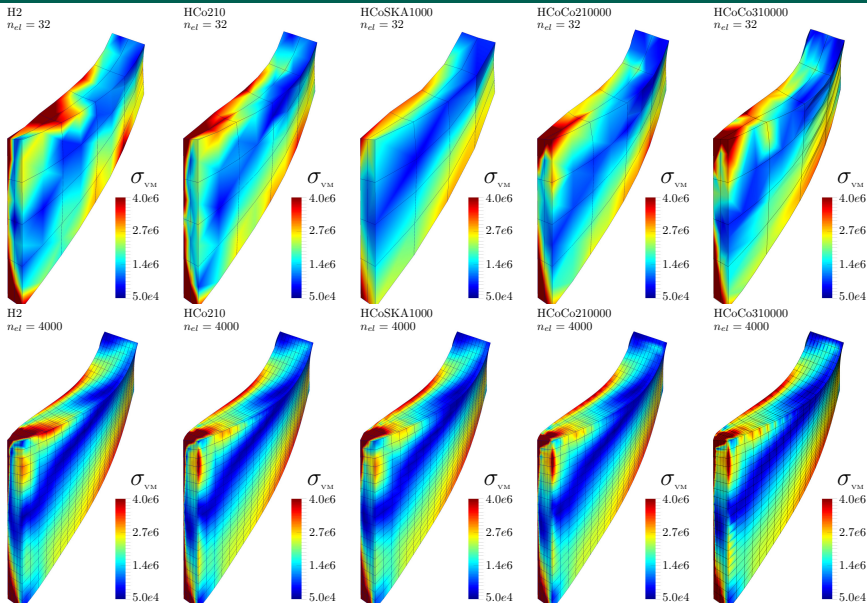 H2
n_el = 32
HCo210
n_el = 32
HCoSKA1000
n_el = 32
HCoCo210000
n_el = 32
HCoCo310000
n_el = 32
σ_VM
4.0e6
2.7e6
1.4e6
5.0e4
σ_VM
4.0e6
2.7e6
1.4e6
5.0e4
σ_VM
4.0e6
2.7e6
1.4e6
5.0e4
σ_VM
4.0e6
2.7e6
1.4e6
5.0e4
σ_VM
4.0e6
2.7e6
1.4e6
5.0e4
H2
n_el = 4000
HCo210
n_el = 4000
HCoSKA1000
n_el = 4000
HCoCo210000
n_el = 4000
HCoCo310000
n_el = 4000
σ_VM
4.0e6
2.7e6
1.4e6
5.0e4
σ_VM
4.0e6
2.7e6
1.4e6
5.0e4
σ_VM
4.0e6
2.7e6
1.4e6
5.0e4
σ_VM
4.0e6
2.7e6
1.4e6
5.0e4
σ_VM
4.0e6
2.7e6
1.4e6
5.0e4